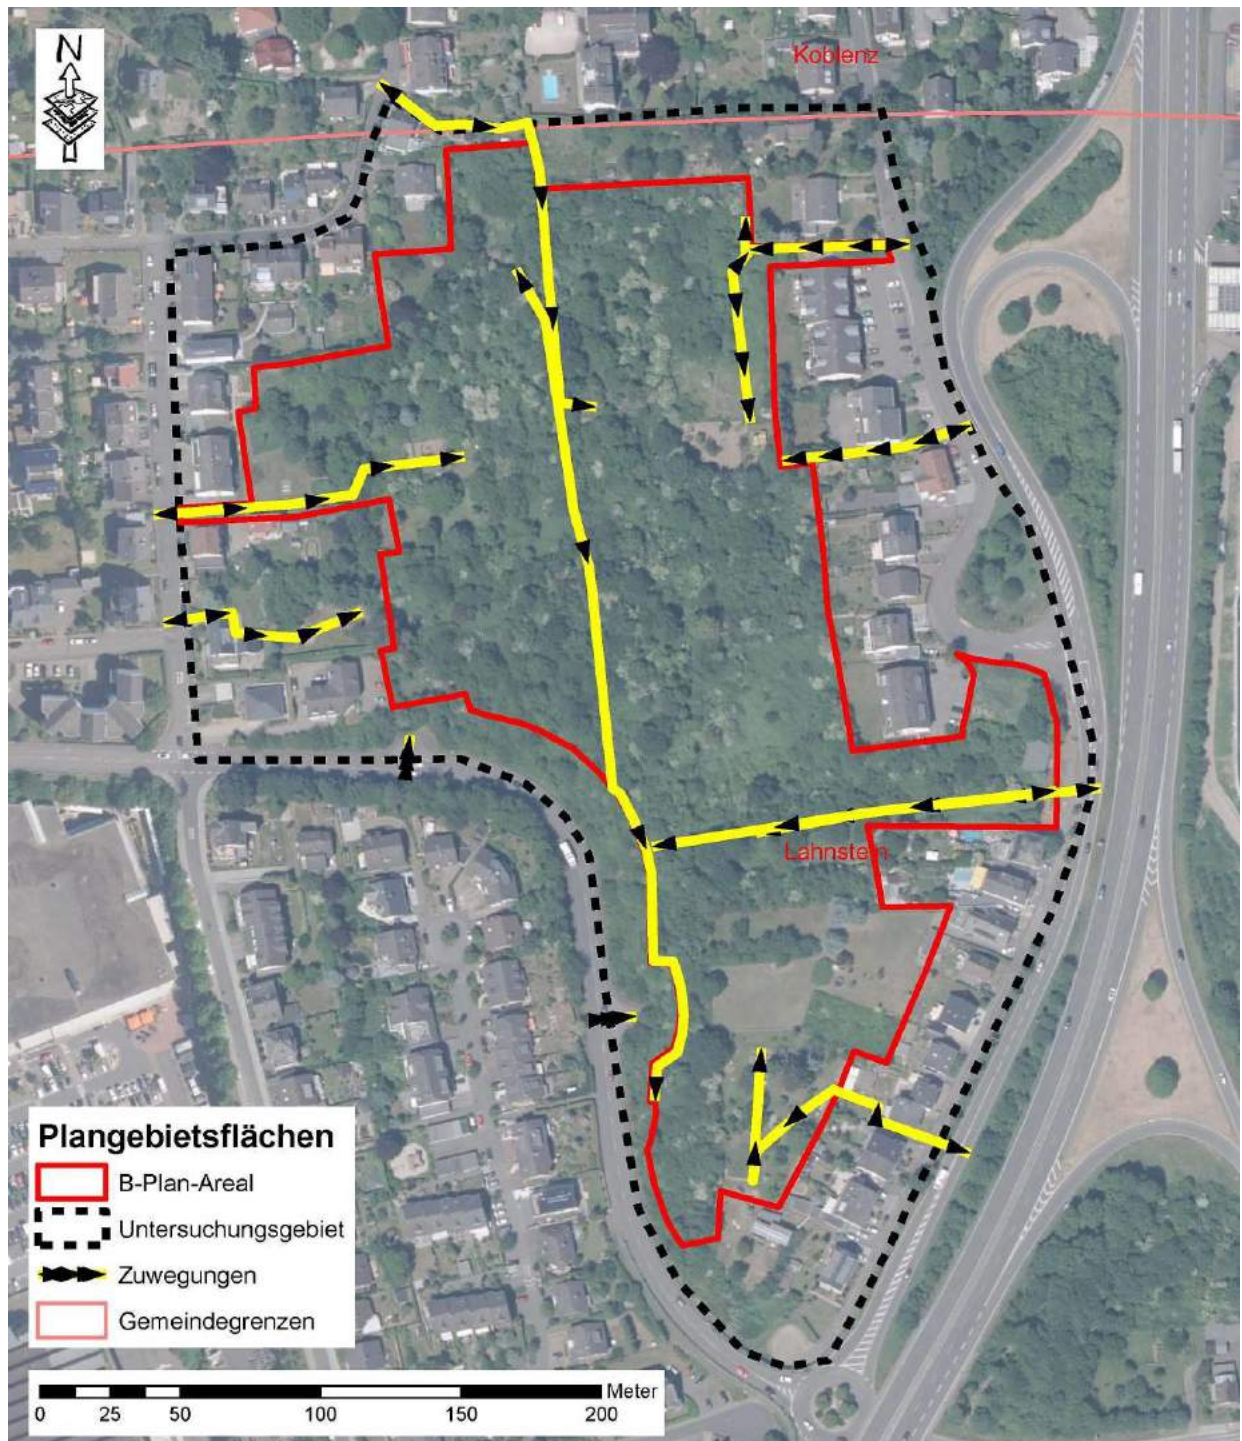 N
Koblenz
Lahnstein
Plangebietsflächen
B-Plan-Areal
Untersuchungsgebiet
Zuwegungen
Gemeindegrenzen
Meter
0 25 50 100 150 200